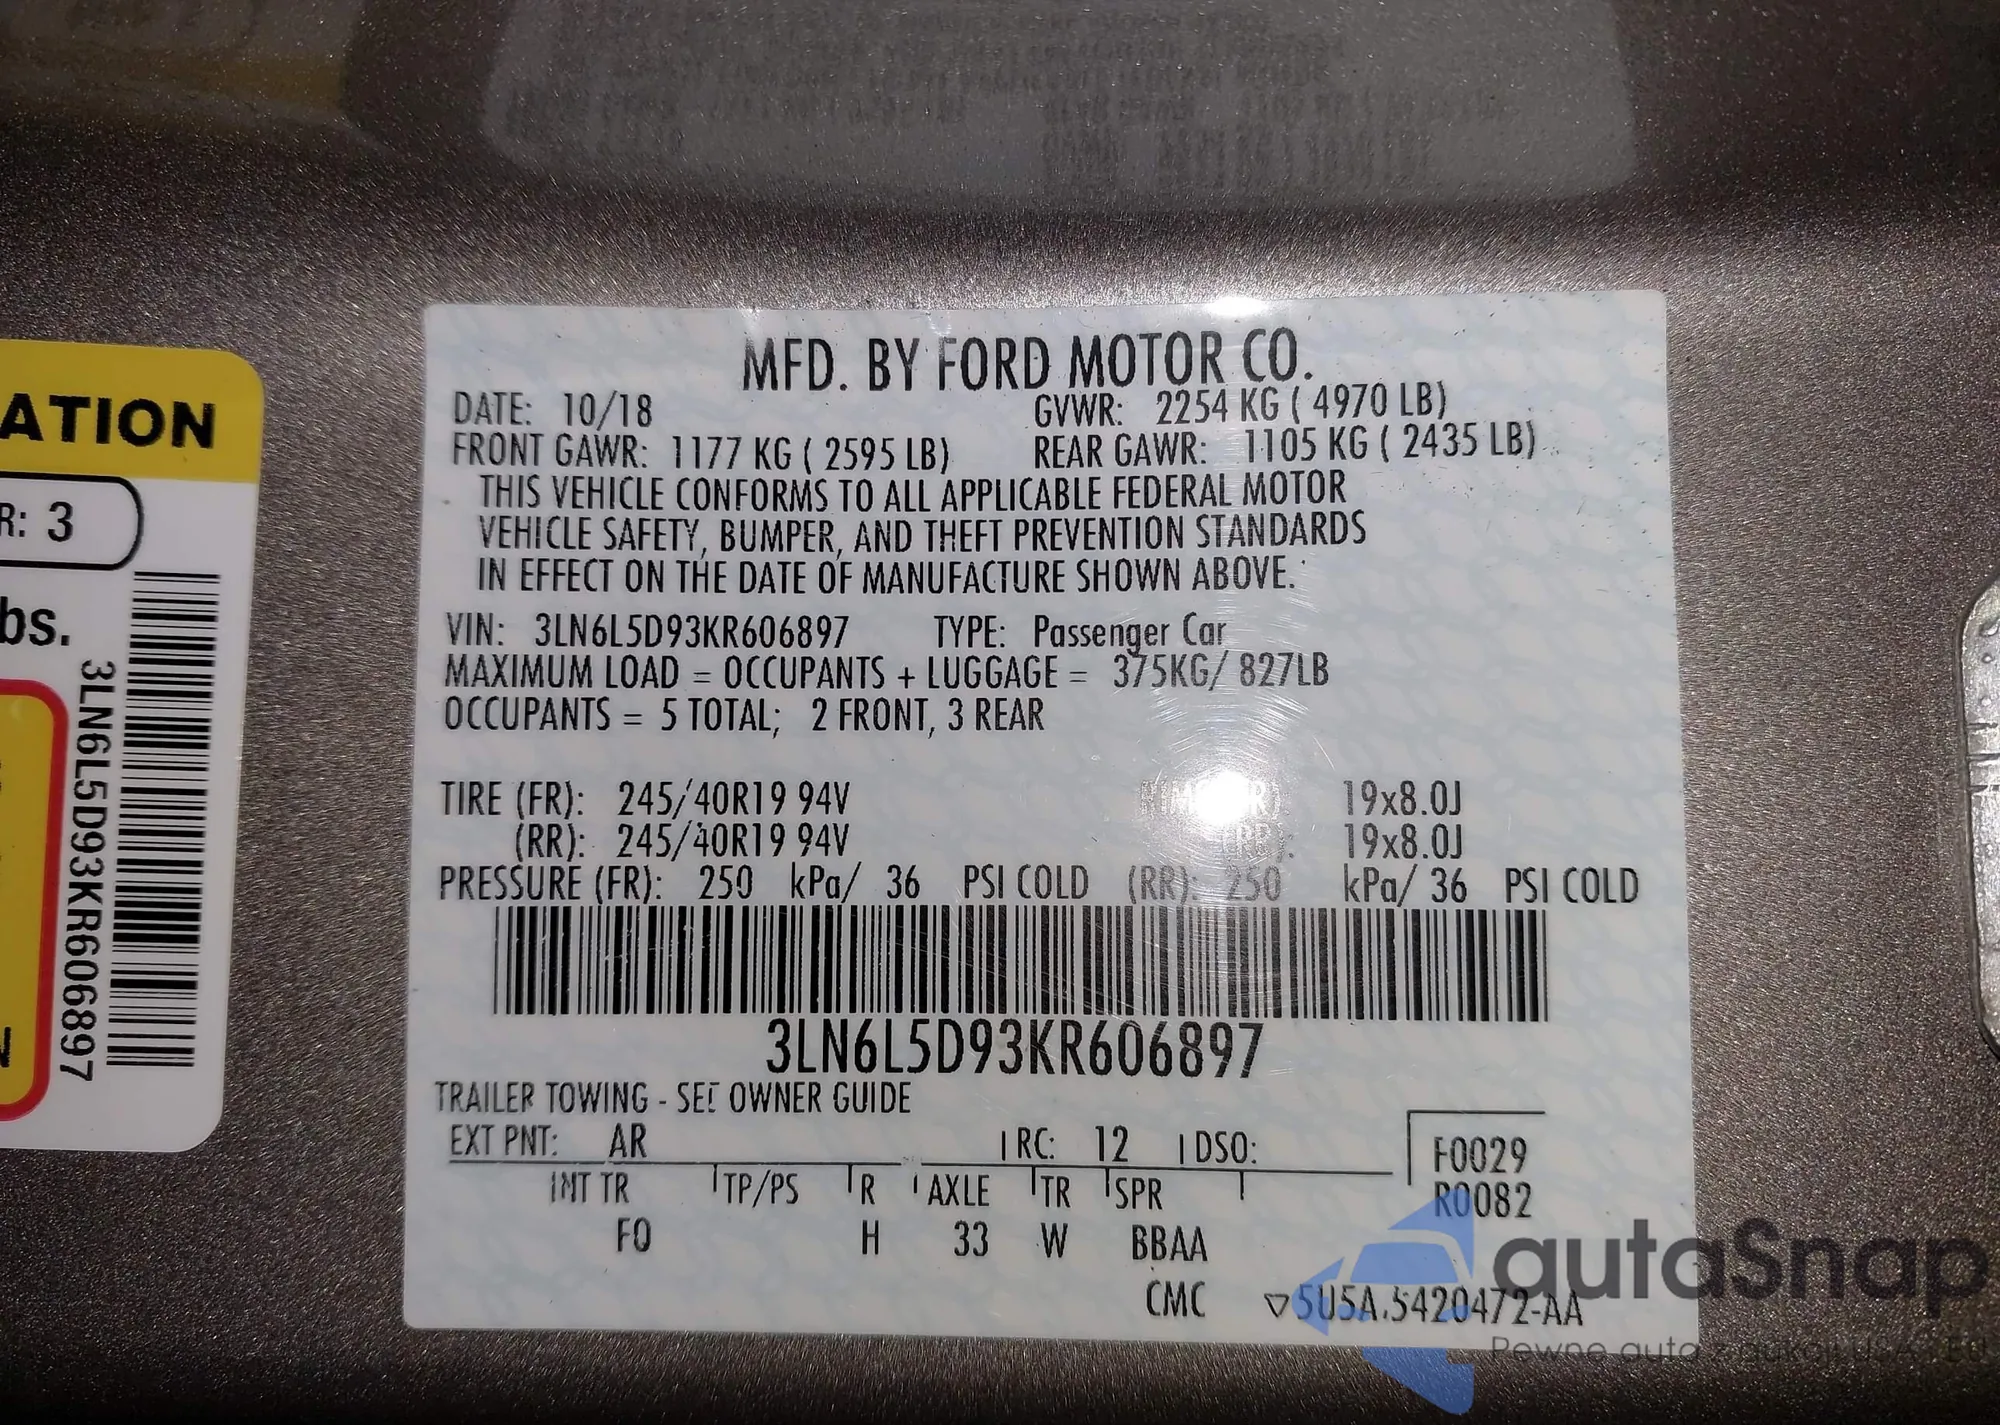 ATION
R: 3
bs.
3LN6L5D93KR606897
N
MFD. BY FORD MOTOR CO.
DATE: 10/18 GVWR: 2254 KG ( 4970 LB)
FRONT GAWR: 1177 KG ( 2595 LB) REAR GAWR: 1105 KG ( 2435 LB)
THIS VEHICLE CONFORMS TO ALL APPLICABLE FEDERAL MOTOR
VEHICLE SAFETY, BUMPER, AND THEFT PREVENTION STANDARDS
IN EFFECT ON THE DATE OF MANUFACTURE SHOWN ABOVE.
VIN: 3LN6L5D93KR606897 TYPE: Passenger Car
MAXIMUM LOAD = OCCUPANTS + LUGGAGE = 375KG/ 827LB
OCCUPANTS = 5 TOTAL; 2 FRONT, 3 REAR
TIRE (FR): 245/40R19 94V 19x8.0J
(RR): 245/40R19 94V (RR): 19x8.0J
PRESSURE (FR): 250 kPa/ 36 PSI COLD (RR): 250 kPa/ 36 PSI COLD
3LN6L5D93KR606897
TRAILER TOWING - SEE OWNER GUIDE
EXT PNT: AR RC: 12 DSO: F0029
R0082
INT TR TP/PS R AXLE TR SPR
FO H 33 W BBAA
CMC ▽5U5A.5420472-AA
autaSnap
Pewne auta z aukcji USA i EU